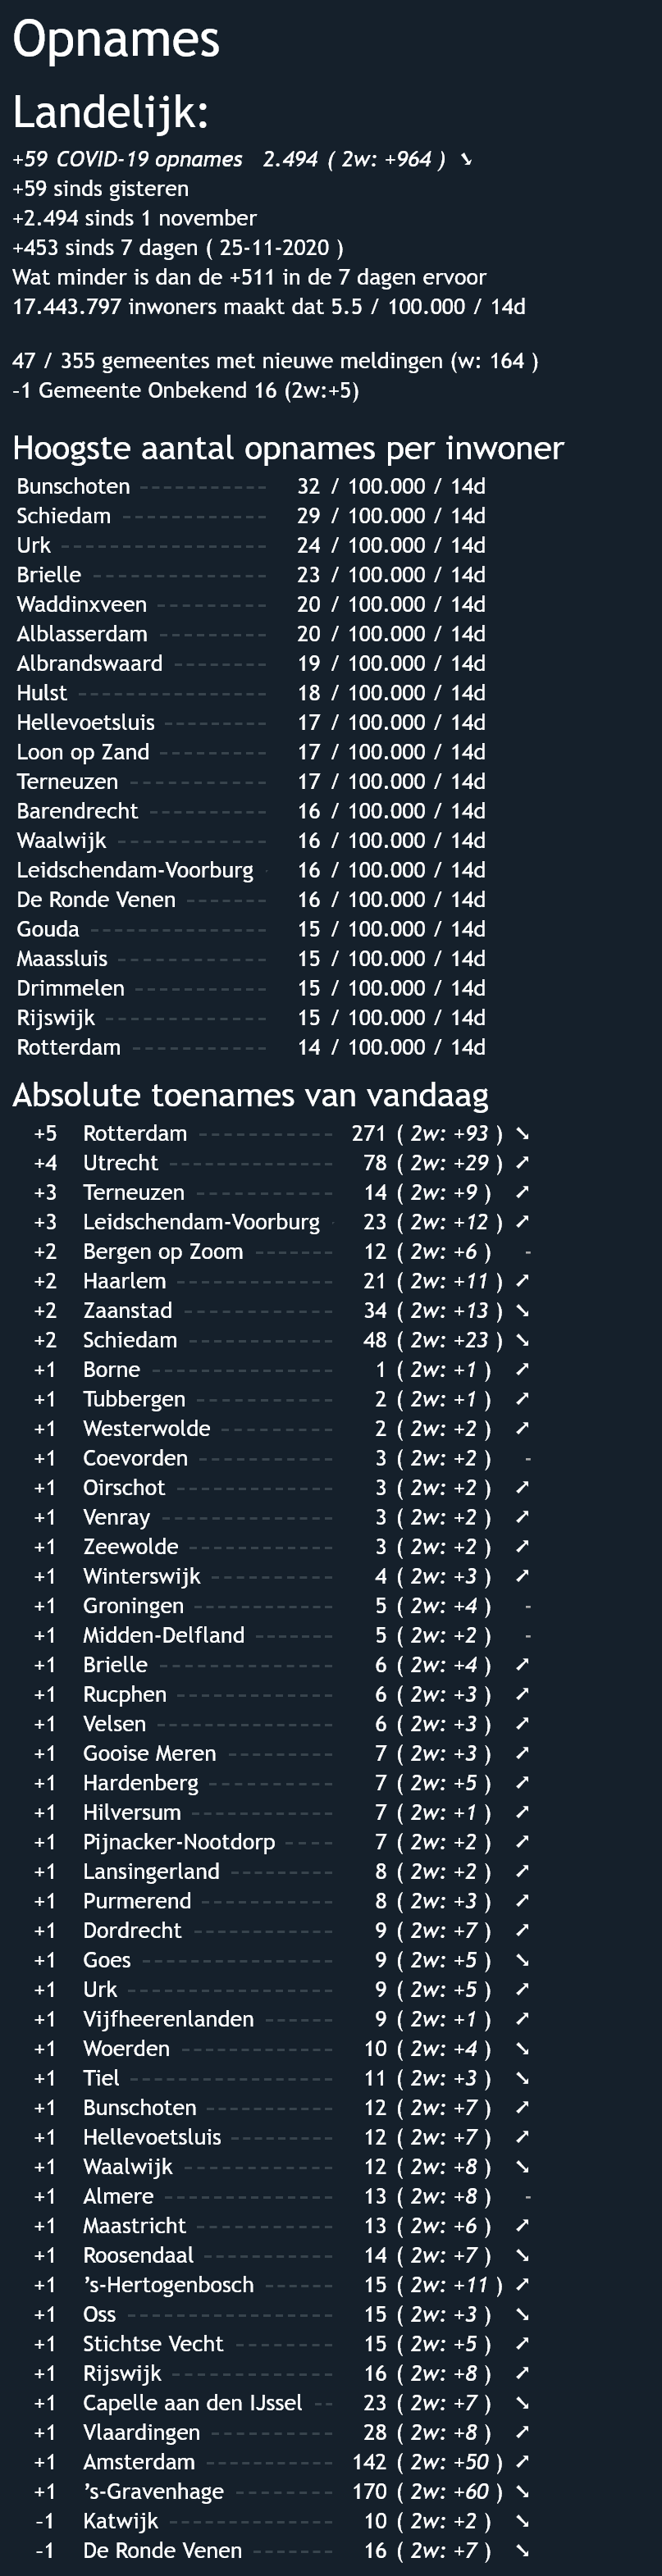 Opnames
Landelijk:
+59 COVID-19 opnames 2.494 ( 2w: +964 ) ➘
+59 sinds gisteren
+2.494 sinds 1 november
+453 sinds 7 dagen ( 25-11-2020 )
Wat minder is dan de +511 in de 7 dagen ervoor
17.443.797 inwoners maakt dat 5.5 / 100.000 / 14d
47 / 355 gemeentes met nieuwe meldingen (w: 164 )
-1 Gemeente Onbekend 16 (2w:+5)
Hoogste aantal opnames per inwoner
Bunschoten ----------- 32 / 100.000 / 14d
Schiedam ------------ 29 / 100.000 / 14d
Urk ------------------ 24 / 100.000 / 14d
Brielle --------------- 23 / 100.000 / 14d
Waddinxveen --------- 20 / 100.000 / 14d
Alblasserdam --------- 20 / 100.000 / 14d
Albrandswaard -------- 19 / 100.000 / 14d
Hulst ---------------- 18 / 100.000 / 14d
Hellevoetsluis --------- 17 / 100.000 / 14d
Loon op Zand --------- 17 / 100.000 / 14d
Terneuzen ------------ 17 / 100.000 / 14d
Barendrecht ---------- 16 / 100.000 / 14d
Waalwijk ------------- 16 / 100.000 / 14d
Leidschendam-Voorburg - 16 / 100.000 / 14d
De Ronde Venen ------- 16 / 100.000 / 14d
Gouda --------------- 15 / 100.000 / 14d
Maassluis ------------- 15 / 100.000 / 14d
Drimmelen ----------- 15 / 100.000 / 14d
Rijswijk -------------- 15 / 100.000 / 14d
Rotterdam ----------- 14 / 100.000 / 14d
Absolute toenames van vandaag
+5 Rotterdam ------------ 271 ( 2w: +93 ) ➘
+4 Utrecht -------------- 78 ( 2w: +29 ) ➚
+3 Terneuzen ------------ 14 ( 2w: +9 ) ➚
+3 Leidschendam-Voorburg - 23 ( 2w: +12 ) ➚
+2 Bergen op Zoom ------- 12 ( 2w: +6 ) -
+2 Haarlem ------------- 21 ( 2w: +11 ) ➚
+2 Zaanstad ------------- 34 ( 2w: +13 ) ➘
+2 Schiedam ------------ 48 ( 2w: +23 ) ➘
+1 Borne --------------- 1 ( 2w: +1 ) ➚
+1 Tubbergen ------------ 2 ( 2w: +1 ) ➚
+1 Westerwolde ---------- 2 ( 2w: +2 ) ➚
+1 Coevorden ------------ 3 ( 2w: +2 ) -
+1 Oirschot -------------- 3 ( 2w: +2 ) ➚
+1 Venray --------------- 3 ( 2w: +2 ) ➚
+1 Zeewolde ------------- 3 ( 2w: +2 ) ➚
+1 Winterswijk ----------- 4 ( 2w: +3 ) ➚
+1 Groningen ------------ 5 ( 2w: +4 ) -
+1 Midden-Delfland ------- 5 ( 2w: +2 ) -
+1 Brielle --------------- 6 ( 2w: +4 ) ➚
+1 Rucphen ------------- 6 ( 2w: +3 ) ➚
+1 Velsen --------------- 6 ( 2w: +3 ) ➚
+1 Gooise Meren --------- 7 ( 2w: +3 ) ➚
+1 Hardenberg ----------- 7 ( 2w: +5 ) ➚
+1 Hilversum ------------ 7 ( 2w: +1 ) ➚
+1 Pijnacker-Nootdorp ---- 7 ( 2w: +2 ) ➚
+1 Lansingerland --------- 8 ( 2w: +2 ) ➚
+1 Purmerend ----------- 8 ( 2w: +3 ) ➚
+1 Dordrecht ------------ 9 ( 2w: +7 ) ➚
+1 Goes ---------------- 9 ( 2w: +5 ) ➘
+1 Urk ----------------- 9 ( 2w: +5 ) ➚
+1 Vijfheerenlanden ------ 9 ( 2w: +1 ) ➚
+1 Woerden ------------- 10 ( 2w: +4 ) ➘
+1 Tiel ----------------- 11 ( 2w: +3 ) ➘
+1 Bunschoten ----------- 12 ( 2w: +7 ) ➚
+1 Hellevoetsluis --------- 12 ( 2w: +7 ) ➚
+1 Waalwijk ------------- 12 ( 2w: +8 ) ➘
+1 Almere -------------- 13 ( 2w: +8 ) -
+1 Maastricht ------------ 13 ( 2w: +6 ) ➚
+1 Roosendaal ----------- 14 ( 2w: +7 ) ➘
+1 's-Hertogenbosch ------ 15 ( 2w: +11 ) ➚
+1 Oss ----------------- 15 ( 2w: +3 ) ➘
+1 Stichtse Vecht -------- 15 ( 2w: +5 ) ➚
+1 Rijswijk -------------- 16 ( 2w: +8 ) ➚
+1 Capelle aan den IJssel -- 23 ( 2w: +7 ) ➘
+1 Vlaardingen ----------- 28 ( 2w: +8 ) ➚
+1 Amsterdam ----------- 142 ( 2w: +50 ) ➚
+1 's-Gravenhage -------- 170 ( 2w: +60 ) ➘
-1 Katwijk -------------- 10 ( 2w: +2 ) ➘
-1 De Ronde Venen ------- 16 ( 2w: +7 ) ➘